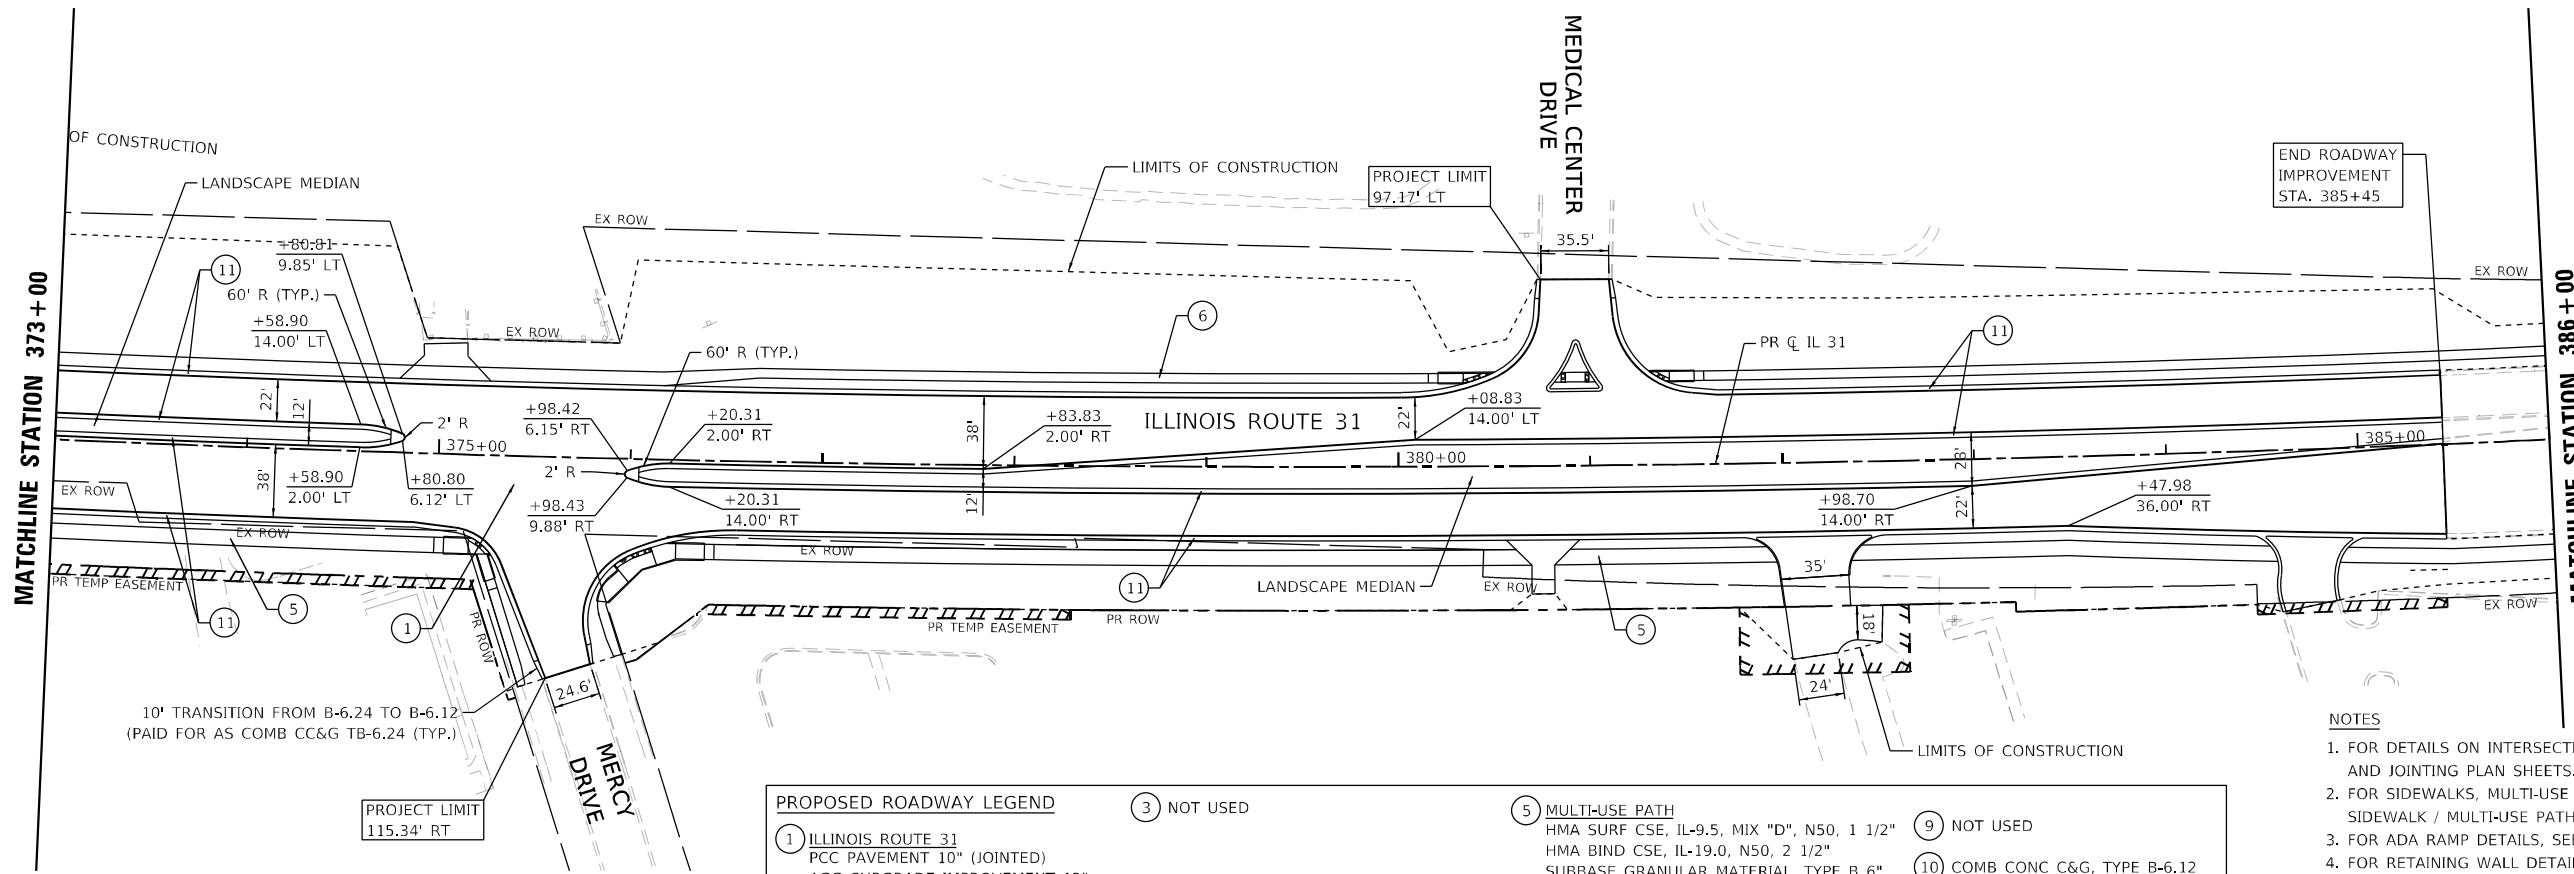 MATCHLINE STATION 373+00
OF CONSTRUCTION
LANDSCAPE MEDIAN
11
+80.81
9.85' LT
60' R (TYP.)
+58.90
14.00' LT
22'
12'
38'
2' R
375+00
+58.90
2.00' LT
+80.80
6.12' LT
EX ROW
EX ROW
PR TEMP EASEMENT
11
5
1
PR ROW
10' TRANSITION FROM B-6.24 TO B-6.12
(PAID FOR AS COMB CC&G TB-6.24 (TYP.)
PROJECT LIMIT
115.34' RT
24.6'
MERCY
DRIVE
EX ROW
EX ROW
60' R (TYP.)
+98.42
6.15' RT
2' R
+98.43
9.88' RT
+20.31
2.00' RT
+20.31
14.00' RT
EX ROW
PR TEMP EASEMENT
PR ROW
LIMITS OF CONSTRUCTION
6
38'
12'
+83.83
2.00' RT
ILLINOIS ROUTE 31
22'
+08.83
14.00' LT
380+00
11
LANDSCAPE MEDIAN
EX ROW
5
MEDICAL CENTER
DRIVE
PROJECT LIMIT
97.17' LT
35.5'
PR CL IL 31
11
28'
22'
+98.70
14.00' RT
+47.98
36.00' RT
35'
18'
24'
LIMITS OF CONSTRUCTION
385+00
END ROADWAY
IMPROVEMENT
STA. 385+45
EX ROW
EX ROW
MATCHLINE STATION 386+00
PROPOSED ROADWAY LEGEND
1 ILLINOIS ROUTE 31
PCC PAVEMENT 10" (JOINTED)
AGG SUBGRADE IMPROVEMENT 12"
3 NOT USED
5 MULTI-USE PATH
HMA SURF CSE, IL-9.5, MIX "D", N50, 1 1/2"
HMA BIND CSE, IL-19.0, N50, 2 1/2"
SUBBASE GRANULAR MATERIAL, TYPE B 6"
9 NOT USED
10 COMB CONC C&G, TYPE B-6.12
NOTES
1. FOR DETAILS ON INTERSECTI
AND JOINTING PLAN SHEETS.
2. FOR SIDEWALKS, MULTI-USE
SIDEWALK / MULTI-USE PATH
3. FOR ADA RAMP DETAILS, SEE
4. FOR RETAINING WALL DETAI